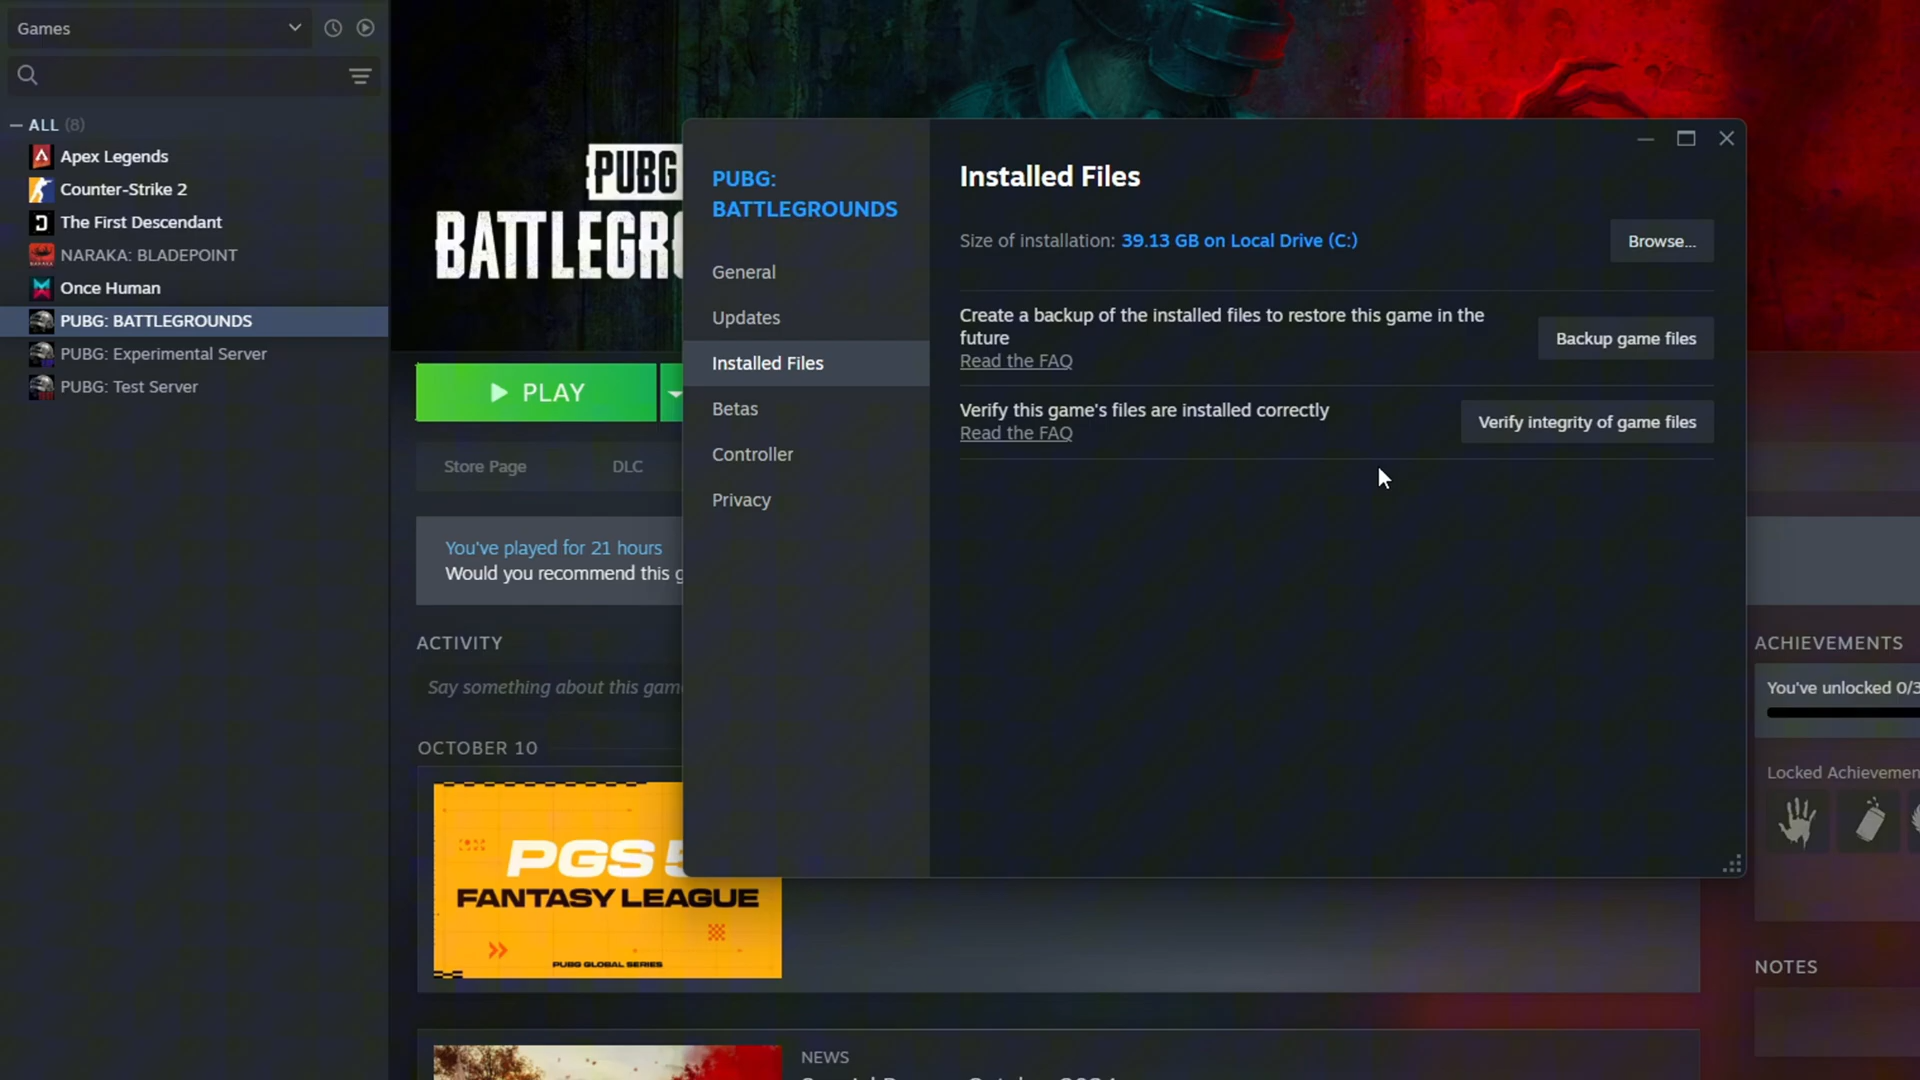 Games
ALL (8)
Apex Legends
Counter-Strike 2
The First Descendant
NARAKA: BLADEPOINT
Once Human
PUBG: BATTLEGROUNDS
PUBG: Experimental Server
PUBG: Test Server
PUBG
BATTLEGR
PLAY
Store Page
DLC
You've played for 21 hours
Would you recommend this g
ACTIVITY
Say something about this gam
OCTOBER 10
PGS 5
FANTASY LEAGUE
PUBG GLOBAL SERIES
NEWS
PUBG:
BATTLEGROUNDS
General
Updates
Installed Files
Betas
Controller
Privacy
Installed Files
Size of installation: 39.13 GB on Local Drive (C:)
Browse...
Create a backup of the installed files to restore this game in the
future
Read the FAQ
Backup game files
Verify this game's files are installed correctly
Read the FAQ
Verify integrity of game files
ACHIEVEMENTS
You've unlocked 0/3
Locked Achievemen
NOTES